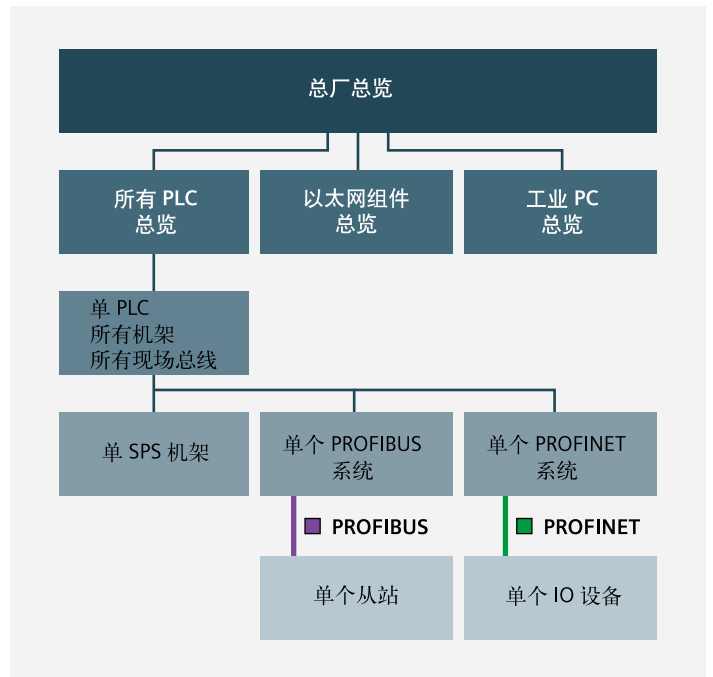 总厂总览
所有 PLC
总览
以太网组件
总览
工业 PC
总览
单 PLC
所有机架
所有现场总线
单 SPS 机架
单个 PROFIBUS
系统
单个 PROFINET
系统
PROFIBUS
PROFINET
单个从站
单个 IO 设备